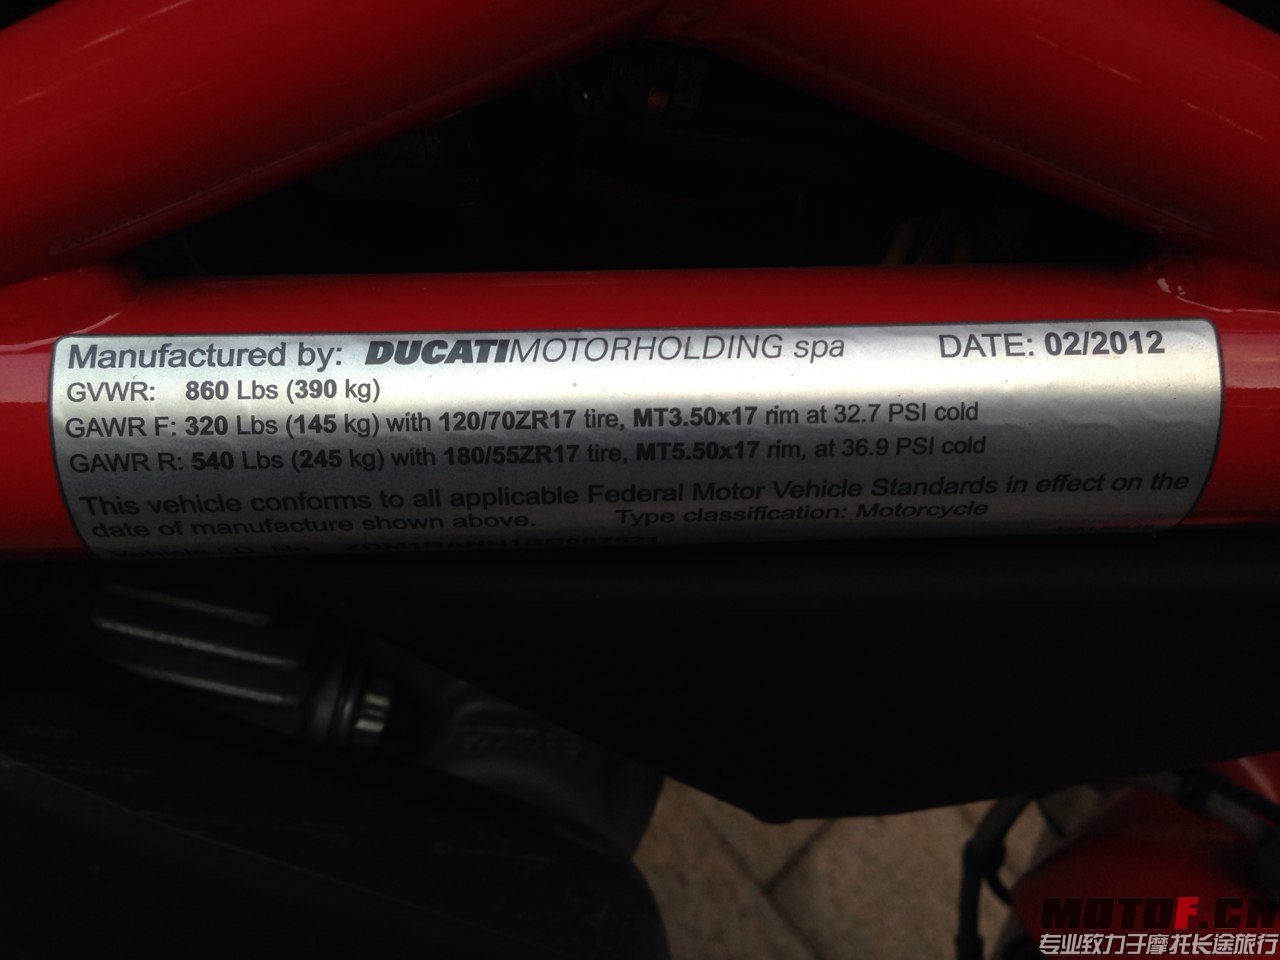 Manufactured by: DUCATIMOTORHOLDING spa DATE: 02/2012
GVWR: 860 Lbs (390 kg)
GAWR F: 320 Lbs (145 kg) with 120/70ZR17 tire, MT3.50x17 rim at 32.7 PSI cold
GAWR R: 540 Lbs (245 kg) with 180/55ZR17 tire, MT5.50x17 rim, at 36.9 PSI cold
This vehicle conforms to all applicable Federal Motor Vehicle Standards in effect on the
date of manufacture shown above. Type classification: Motorcycle
Vehicle I.D. No.
MOTOF.CN
专业致力于摩托长途旅行